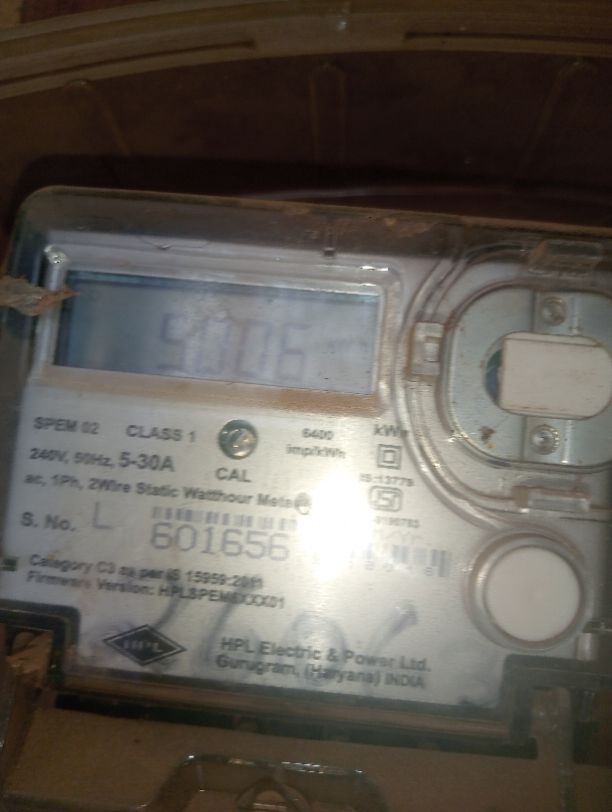 SPEM 02 CLASS 1 6400 imp/kWh
240V, 50Hz, 5-30A CAL
ac, 1Ph, 2Wire Static Watthour Meter
IS:13779
S. No. L 601656
Category C3 as per IS 15959:2011
Firmware Version:
HPL
HPL Electric & Power Ltd.
Gurugram, (Haryana) INDIA